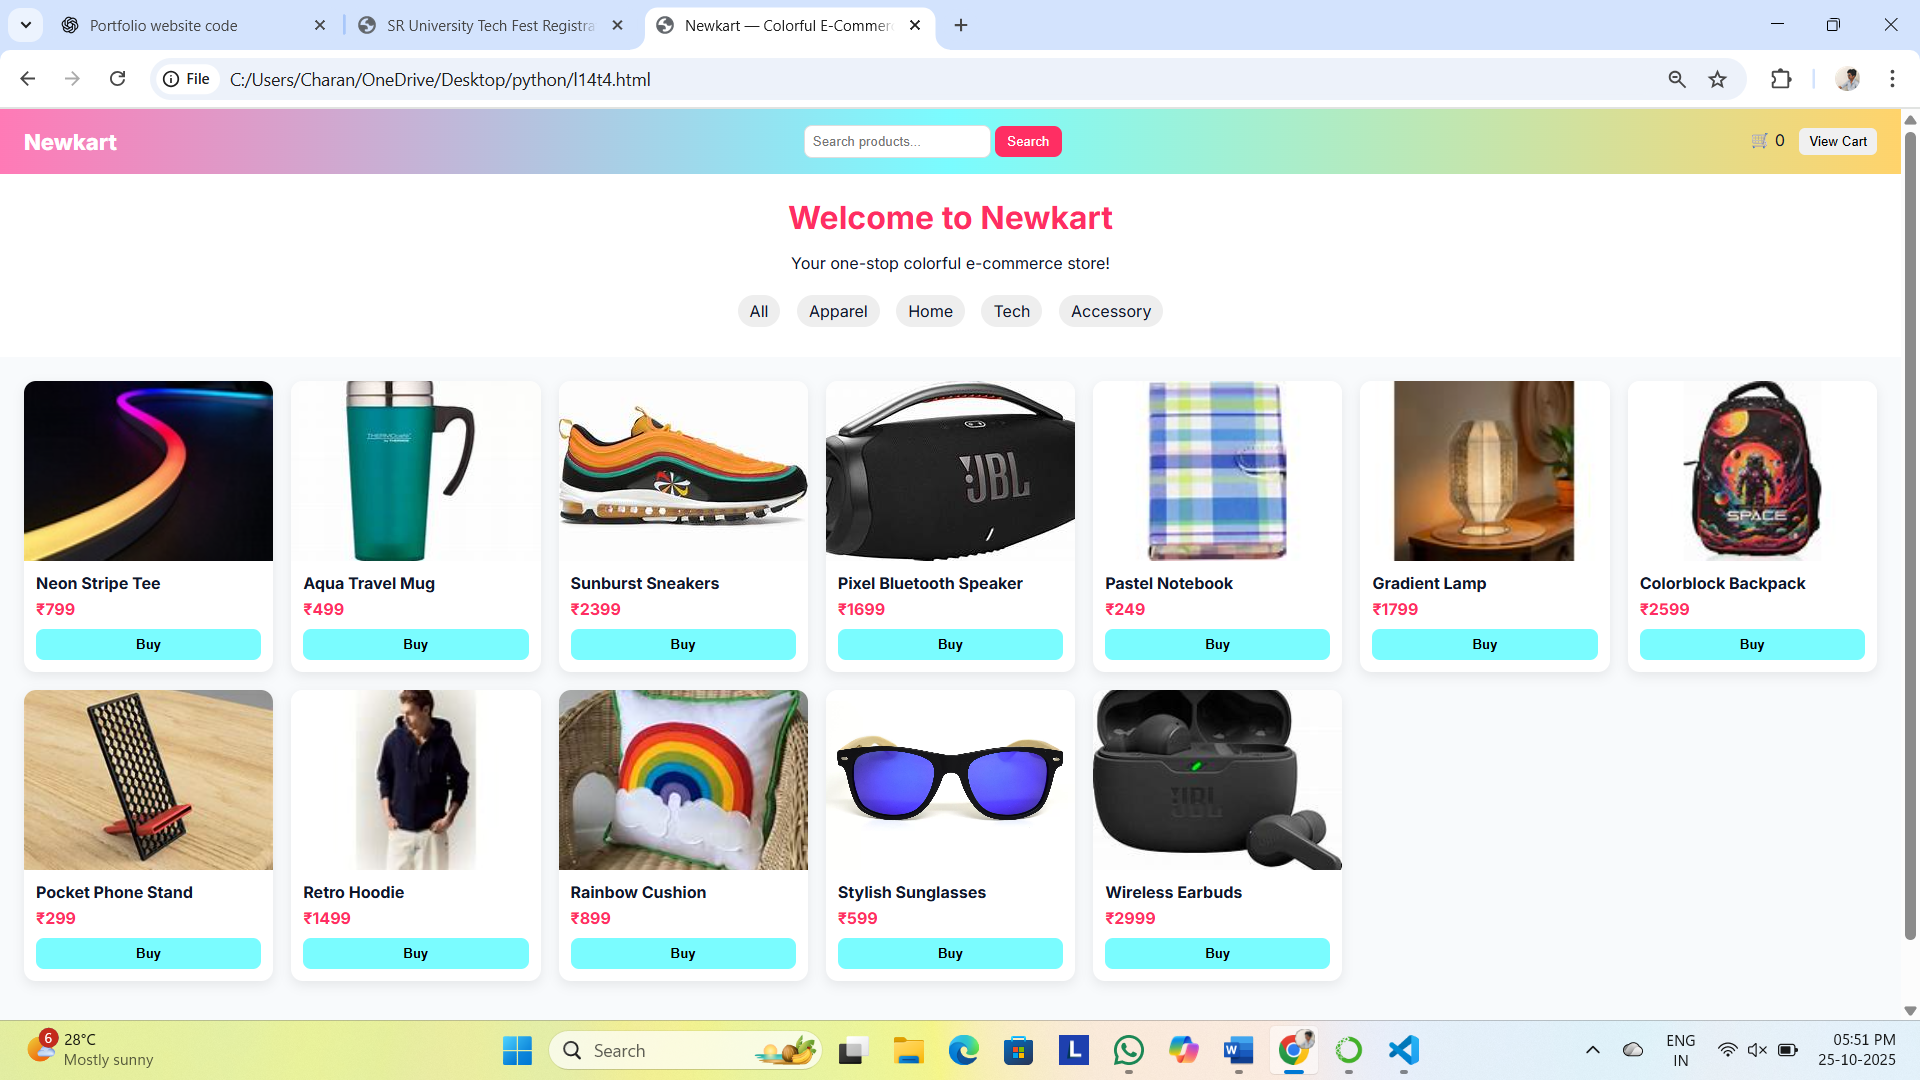 Portfolio website code
SR University Tech Fest Registra
Newkart — Colorful E-Commerc
File
C:/Users/Charan/OneDrive/Desktop/python/l14t4.html
Newkart
Search products...
Search
0
View Cart
Welcome to Newkart
Your one-stop colorful e-commerce store!
All
Apparel
Home
Tech
Accessory
JBL
SPACE
Neon Stripe Tee
₹799
Buy
Aqua Travel Mug
₹499
Buy
Sunburst Sneakers
₹2399
Buy
Pixel Bluetooth Speaker
₹1699
Buy
Pastel Notebook
₹249
Buy
Gradient Lamp
₹1799
Buy
Colorblock Backpack
₹2599
Buy
JBL
Pocket Phone Stand
₹299
Buy
Retro Hoodie
₹1499
Buy
Rainbow Cushion
₹899
Buy
Stylish Sunglasses
₹599
Buy
Wireless Earbuds
₹2999
Buy
6
28°C
Mostly sunny
Search
L
W
ENG
IN
05:51 PM
25-10-2025